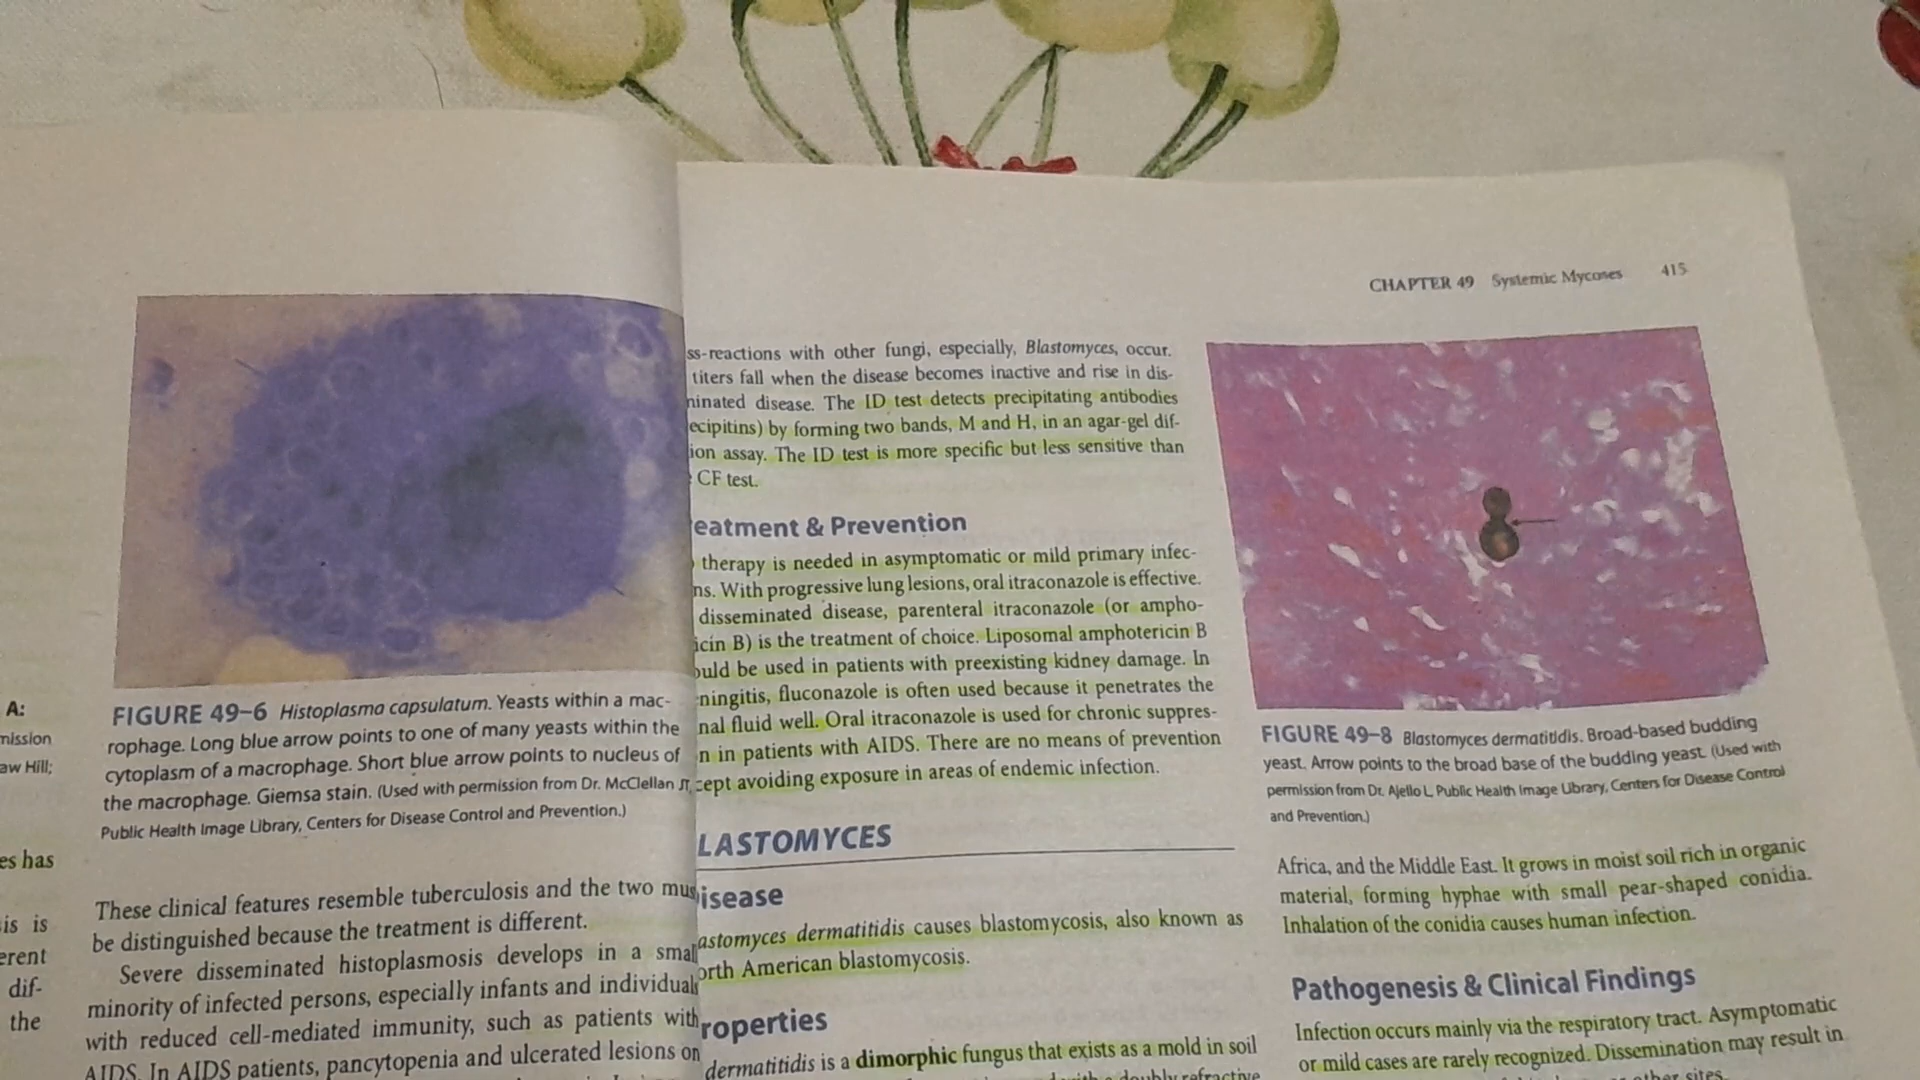 A:
mission
aw Hill;
es has
is is
erent
dif-
the
FIGURE 49–6 Histoplasma capsulatum. Yeasts within a mac-
rophage. Long blue arrow points to one of many yeasts within the
cytoplasm of a macrophage. Short blue arrow points to nucleus of
the macrophage. Giemsa stain. (Used with permission from Dr. McClellan JT,
Public Health Image Library, Centers for Disease Control and Prevention.)
These clinical features resemble tuberculosis and the two mus
be distinguished because the treatment is different.
Severe disseminated histoplasmosis develops in a smal
minority of infected persons, especially infants and individual
with reduced cell-mediated immunity, such as patients with
AIDS. In AIDS patients, pancytopenia and ulcerated lesions on
CHAPTER 49 Systemic Mycoses 415
ss-reactions with other fungi, especially, Blastomyces, occur.
titers fall when the disease becomes inactive and rise in dis-
ninated disease. The ID test detects precipitating antibodies
ecipitins) by forming two bands, M and H, in an agar-gel dif-
ion assay. The ID test is more specific but less sensitive than
CF test.
eatment & Prevention
therapy is needed in asymptomatic or mild primary infec-
ns. With progressive lung lesions, oral itraconazole is effective.
disseminated disease, parenteral itraconazole (or ampho-
icin B) is the treatment of choice. Liposomal amphotericin B
ould be used in patients with preexisting kidney damage. In
ningitis, fluconazole is often used because it penetrates the
nal fluid well. Oral itraconazole is used for chronic suppres-
n in patients with AIDS. There are no means of prevention
cept avoiding exposure in areas of endemic infection.
LASTOMYCES
isease
astomyces dermatitidis causes blastomycosis, also known as
orth American blastomycosis.
roperties
dermatitidis is a dimorphic fungus that exists as a mold in soil
doubly refractive
FIGURE 49–8 Blastomyces dermatitidis. Broad-based budding
yeast. Arrow points to the broad base of the budding yeast. (Used with
permission from Dr. Ajello L, Public Health Image Library, Centers for Disease Control
and Prevention.)
Africa, and the Middle East. It grows in moist soil rich in organic
material, forming hyphae with small pear-shaped conidia.
Inhalation of the conidia causes human infection.
Pathogenesis & Clinical Findings
Infection occurs mainly via the respiratory tract. Asymptomatic
or mild cases are rarely recognized. Dissemination may result in
other sites.